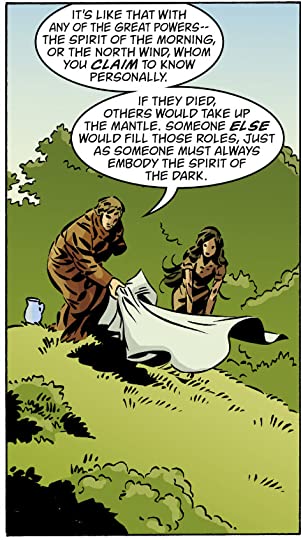 IT'S LIKE THAT WITH
ANY OF THE GREAT POWERS--
THE SPIRIT OF THE MORNING,
OR THE NORTH WIND, WHOM
YOU CLAIM TO KNOW
PERSONALLY.
IF THEY DIED,
OTHERS WOULD TAKE UP
THE MANTLE. SOMEONE ELSE
WOULD FILL THOSE ROLES, JUST
AS SOMEONE MUST ALWAYS
EMBODY THE SPIRIT OF
THE DARK.